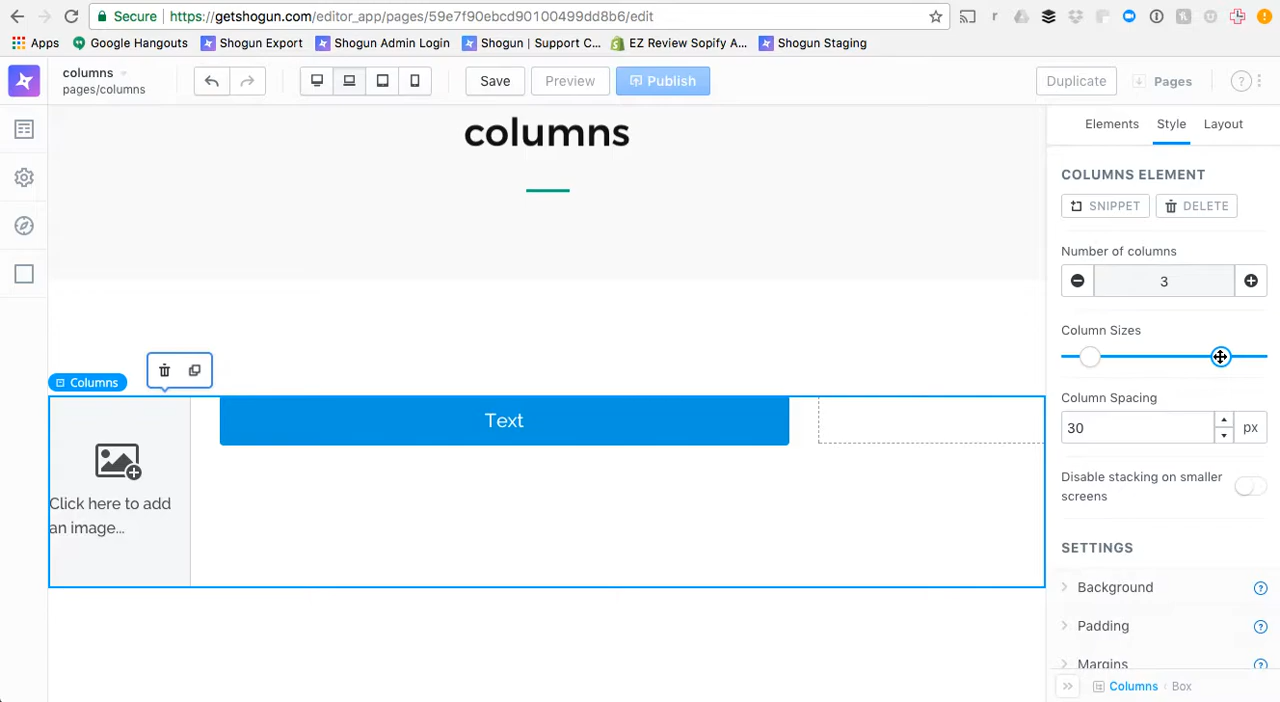 Secure
https://getshogun.com/editor_app/pages/59e7f90ebcd90100499dd8b6/edit
Apps
Google Hangouts
Shogun Export
Shogun Admin Login
Shogun | Support C...
EZ Review Sopify A...
Shogun Staging
columns
pages/columns
Save
Preview
Publish
Duplicate
Pages
?
columns
Elements
Style
Layout
COLUMNS ELEMENT
SNIPPET
DELETE
Number of columns
3
Column Sizes
Column Spacing
30
px
Disable stacking on smaller
screens
SETTINGS
Background
?
Padding
?
Margins
?
Columns
Box
Columns
Click here to add
an image...
Text